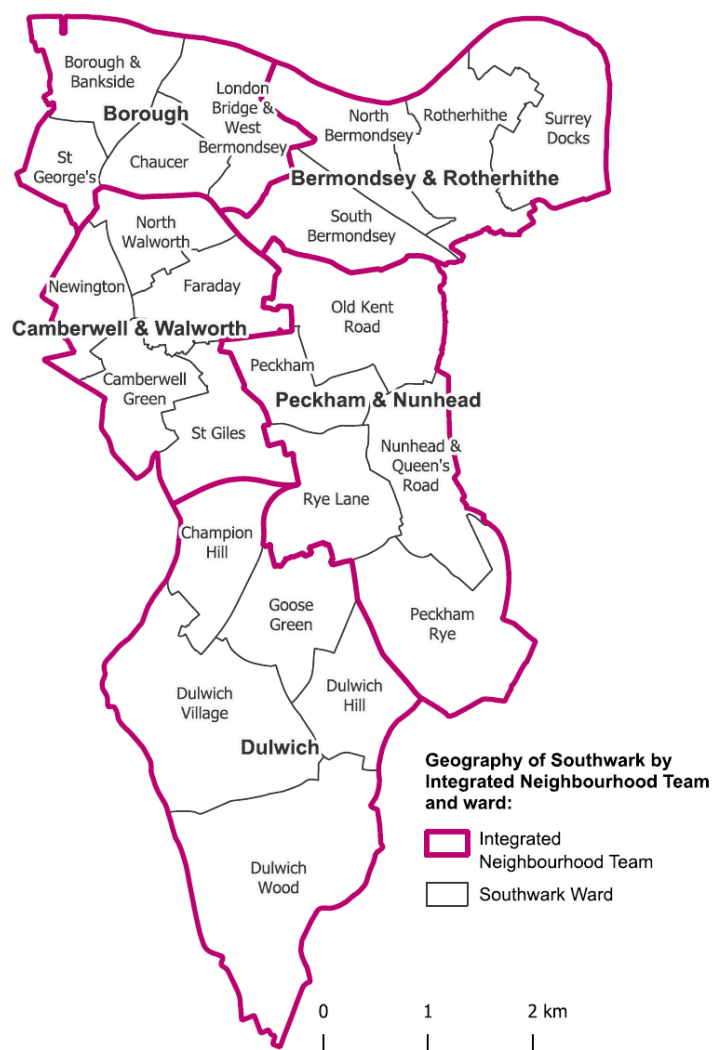 Borough &
Bankside
Borough
London
Bridge &
West
Bermondsey
St
George's
Chaucer
North
Bermondsey
Rotherhithe
Surrey
Docks
Bermondsey & Rotherhithe
South
Bermondsey
North
Walworth
Newington
Faraday
Camberwell & Walworth
Camberwell
Green
St Giles
Old Kent
Road
Peckham
Peckham & Nunhead
Nunhead &
Queen's
Road
Rye Lane
Peckham
Rye
Champion
Hill
Goose
Green
Dulwich
Village
Dulwich
Hill
Dulwich
Dulwich
Wood
Geography of Southwark by
Integrated Neighbourhood Team
and ward:
Integrated
Neighbourhood Team
Southwark Ward
0 1 2 km